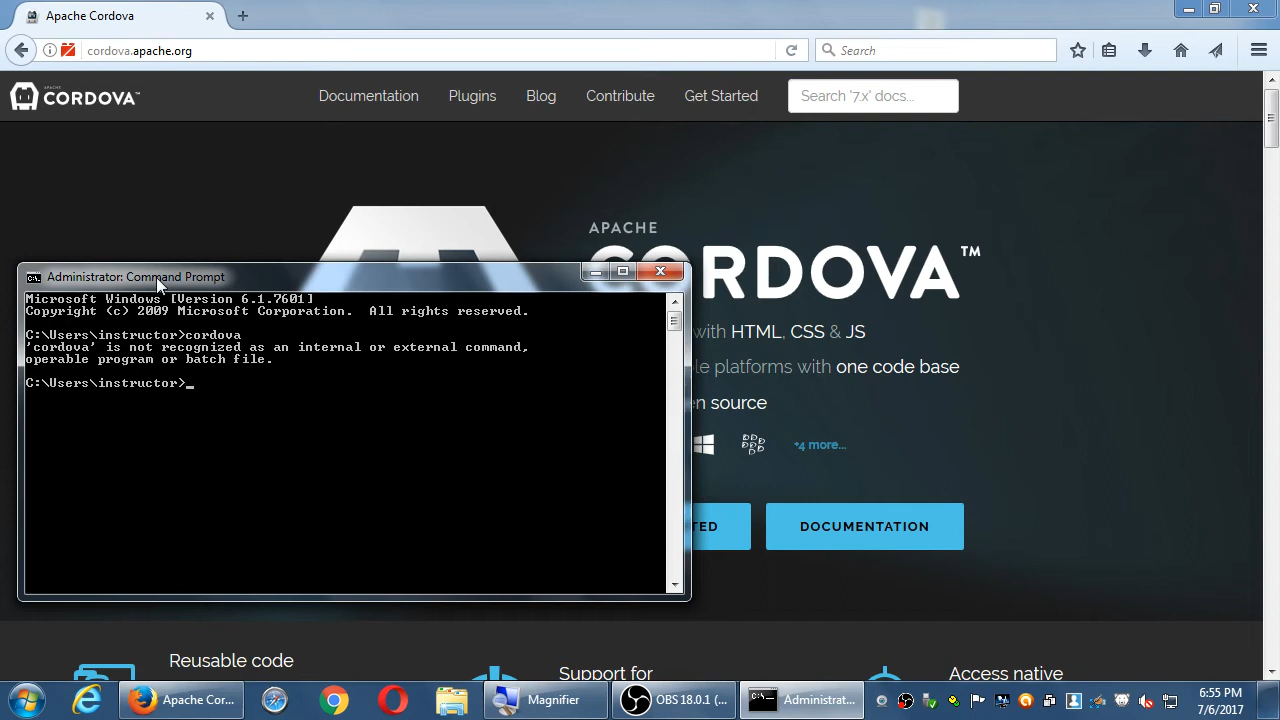 Apache Cordova
cordova.apache.org
Search
APACHE
CORDOVA™
Documentation
Plugins
Blog
Contribute
Get Started
Search '7.x' docs...
APACHE
CORDOVA™
with HTML, CSS & JS
platforms with one code base
source
+4 more...
DOCUMENTATION
Administrator: Command Prompt
Microsoft Windows [Version 6.1.7601]
Copyright (c) 2009 Microsoft Corporation.  All rights reserved.
C:\Users\instructor>cordova
'cordova' is not recognized as an internal or external command,
operable program or batch file.
C:\Users\instructor>_
Reusable code
Support for
Access native
Apache Cor...
Magnifier
OBS 18.0.1 (...
Administrat...
6:55 PM
7/6/2017